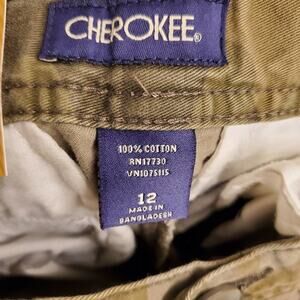 CHEROKEE®
100% COTTON
RN17730
VN1075115
12
MADE IN
BANGLADESH